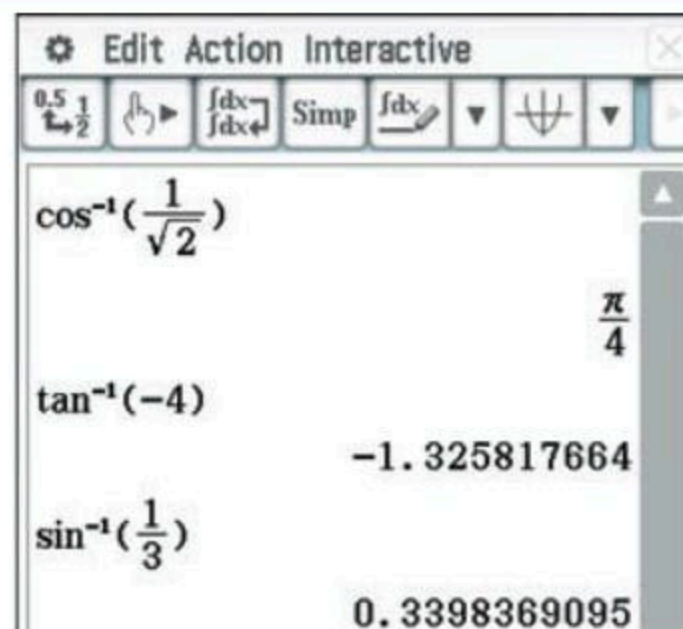 Edit Action Interactive
0.5 1/2 ∫dx ∫dx Simp ∫dx
cos⁻¹(1/√2)
π/4
tan⁻¹(−4)
−1.325817664
sin⁻¹(1/3)
0.3398369095